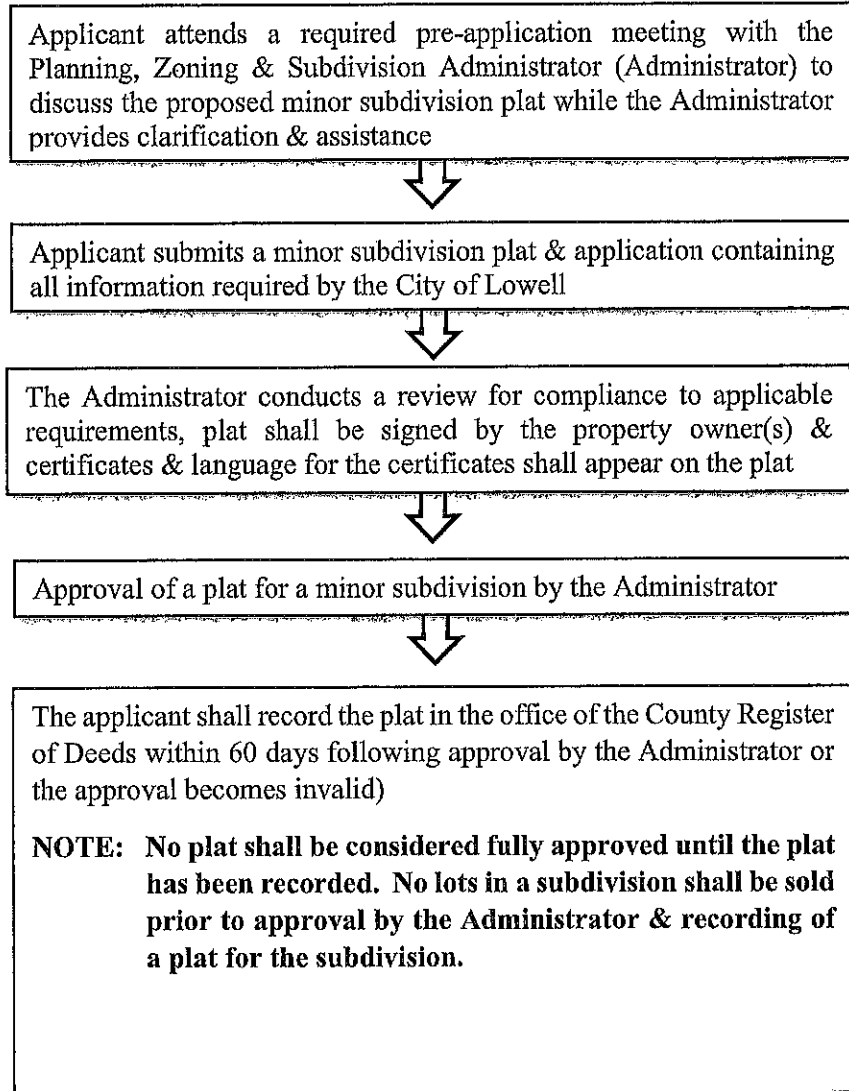 Applicant attends a required pre-application meeting with the
Planning, Zoning & Subdivision Administrator (Administrator) to
discuss the proposed minor subdivision plat while the Administrator
provides clarification & assistance
Applicant submits a minor subdivision plat & application containing
all information required by the City of Lowell
The Administrator conducts a review for compliance to applicable
requirements, plat shall be signed by the property owner(s) &
certificates & language for the certificates shall appear on the plat
Approval of a plat for a minor subdivision by the Administrator
The applicant shall record the plat in the office of the County Register
of Deeds within 60 days following approval by the Administrator or
the approval becomes invalid)
NOTE: No plat shall be considered fully approved until the plat
has been recorded. No lots in a subdivision shall be sold
prior to approval by the Administrator & recording of
a plat for the subdivision.